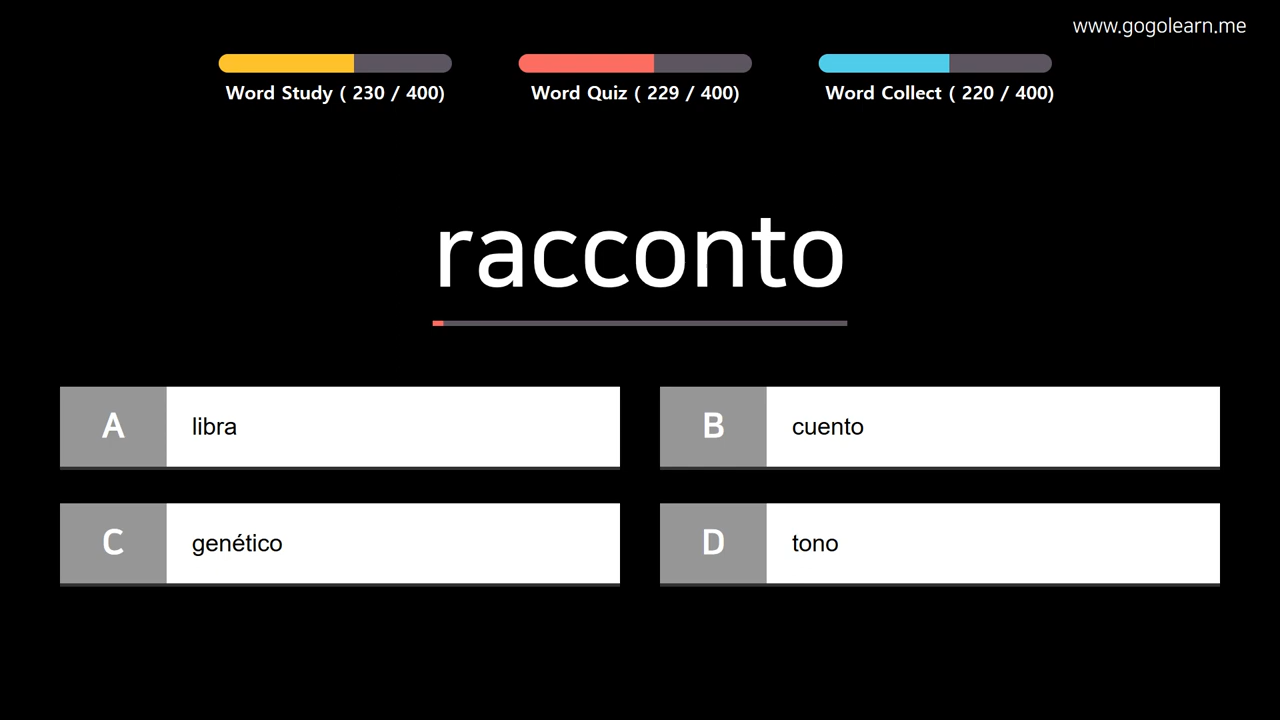 www.gogolearn.me
Word Study ( 230 / 400)
Word Quiz ( 229 / 400)
Word Collect ( 220 / 400)
racconto
A libra
B cuento
C genético
D tono